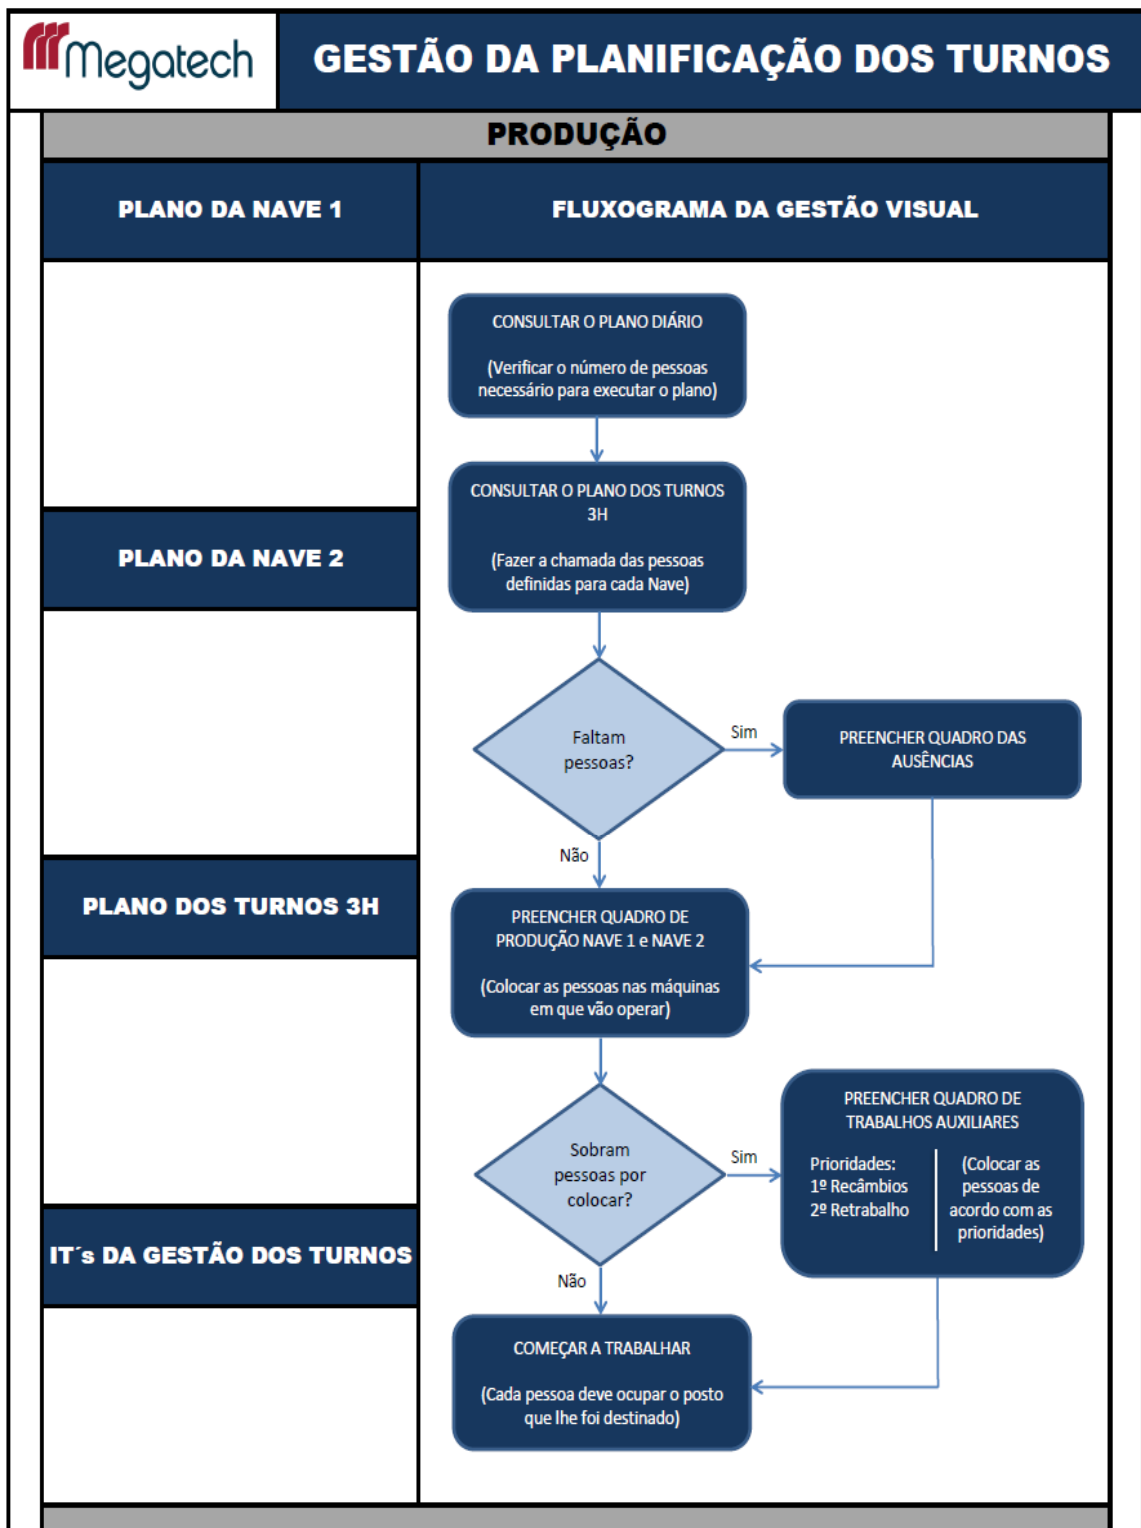 Megatech
GESTÃO DA PLANIFICAÇÃO DOS TURNOS
PRODUÇÃO
PLANO DA NAVE 1
FLUXOGRAMA DA GESTÃO VISUAL
CONSULTAR O PLANO DIÁRIO
(Verificar o número de pessoas
necessário para executar o plano)
CONSULTAR O PLANO DOS TURNOS
3H
(Fazer a chamada das pessoas
definidas para cada Nave)
PLANO DA NAVE 2
Faltam
pessoas?
Sim
PREENCHER QUADRO DAS
AUSÊNCIAS
Não
PLANO DOS TURNOS 3H
PREENCHER QUADRO DE
PRODUÇÃO NAVE 1 e NAVE 2
(Colocar as pessoas nas máquinas
em que vão operar)
Sobram
pessoas por
colocar?
Sim
PREENCHER QUADRO DE
TRABALHOS AUXILIARES
Prioridades:
1º Recâmbios
2º Retrabalho
(Colocar as
pessoas de
acordo com as
prioridades)
IT´s DA GESTÃO DOS TURNOS
Não
COMEÇAR A TRABALHAR
(Cada pessoa deve ocupar o posto
que lhe foi destinado)